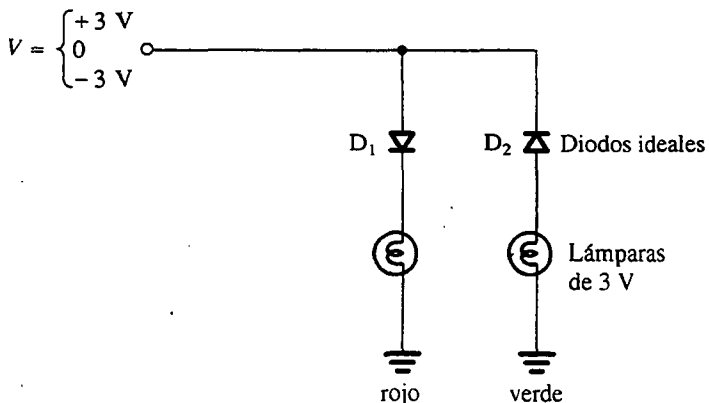 + 3 V
V = { 0
− 3 V
D₁
D₂ Diodos ideales
Lámparas
de 3 V
rojo verde